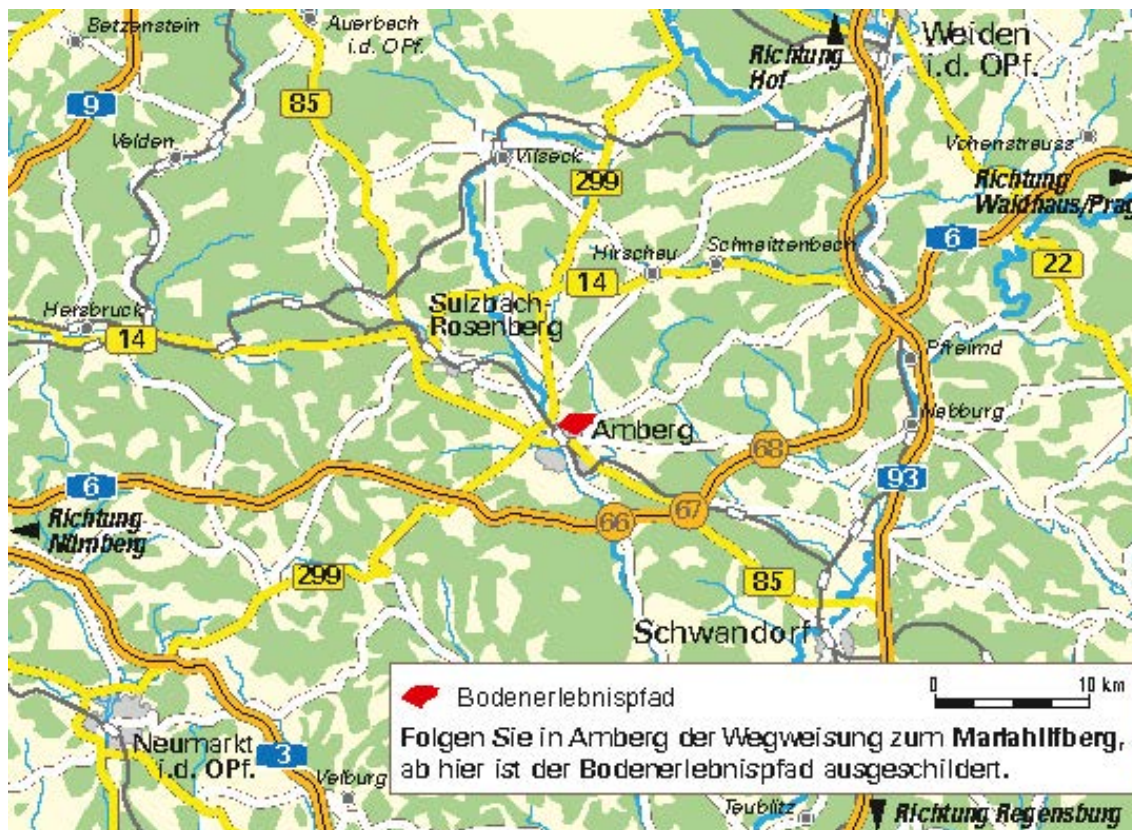 Betzenstein
Auerbach
i.d. OPf.
Richtung
Hof
Weiden
i.d. OPf.
9
85
Velden
Vilseck
299
Vohenstrauss
Richtung
Waidhaus/Prag
6
22
Hirschau
Schnaittenbach
14
Sulzbach-
Rosenberg
Hersbruck
14
Pfreimd
Nabburg
Amberg
68
93
6
Richtung
Nürnberg
66
67
299
85
Schwandorf
Neumarkt
i.d. OPf.
3
Velburg
Bodenerlebnispfad
0 10 km
Folgen Sie in Amberg der Wegweisung zum Mariahilfberg,
ab hier ist der Bodenerlebnispfad ausgeschildert.
Teublitz
Richtung Regensburg